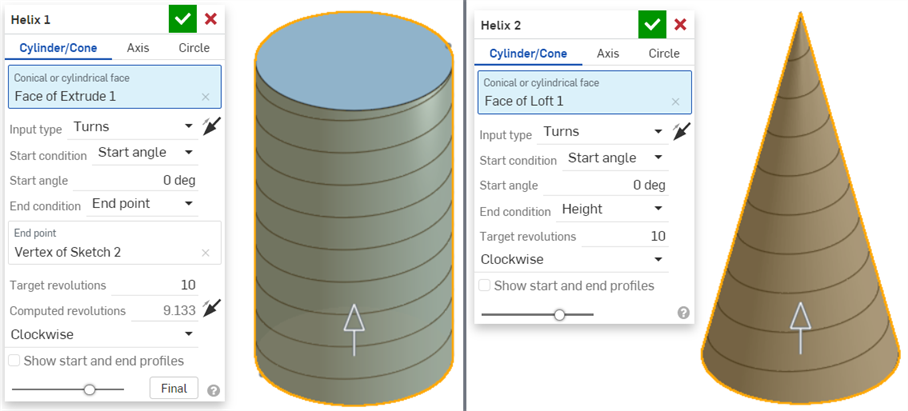 Helix 1
Cylinder/Cone Axis Circle
Conical or cylindrical face
Face of Extrude 1
Input type Turns
Start condition Start angle
Start angle 0 deg
End condition End point
End point
Vertex of Sketch 2
Target revolutions 10
Computed revolutions 9.133
Clockwise
Show start and end profiles
Final
Helix 2
Cylinder/Cone Axis Circle
Conical or cylindrical face
Face of Loft 1
Input type Turns
Start condition Start angle
Start angle 0 deg
End condition Height
Target revolutions 10
Clockwise
Show start and end profiles